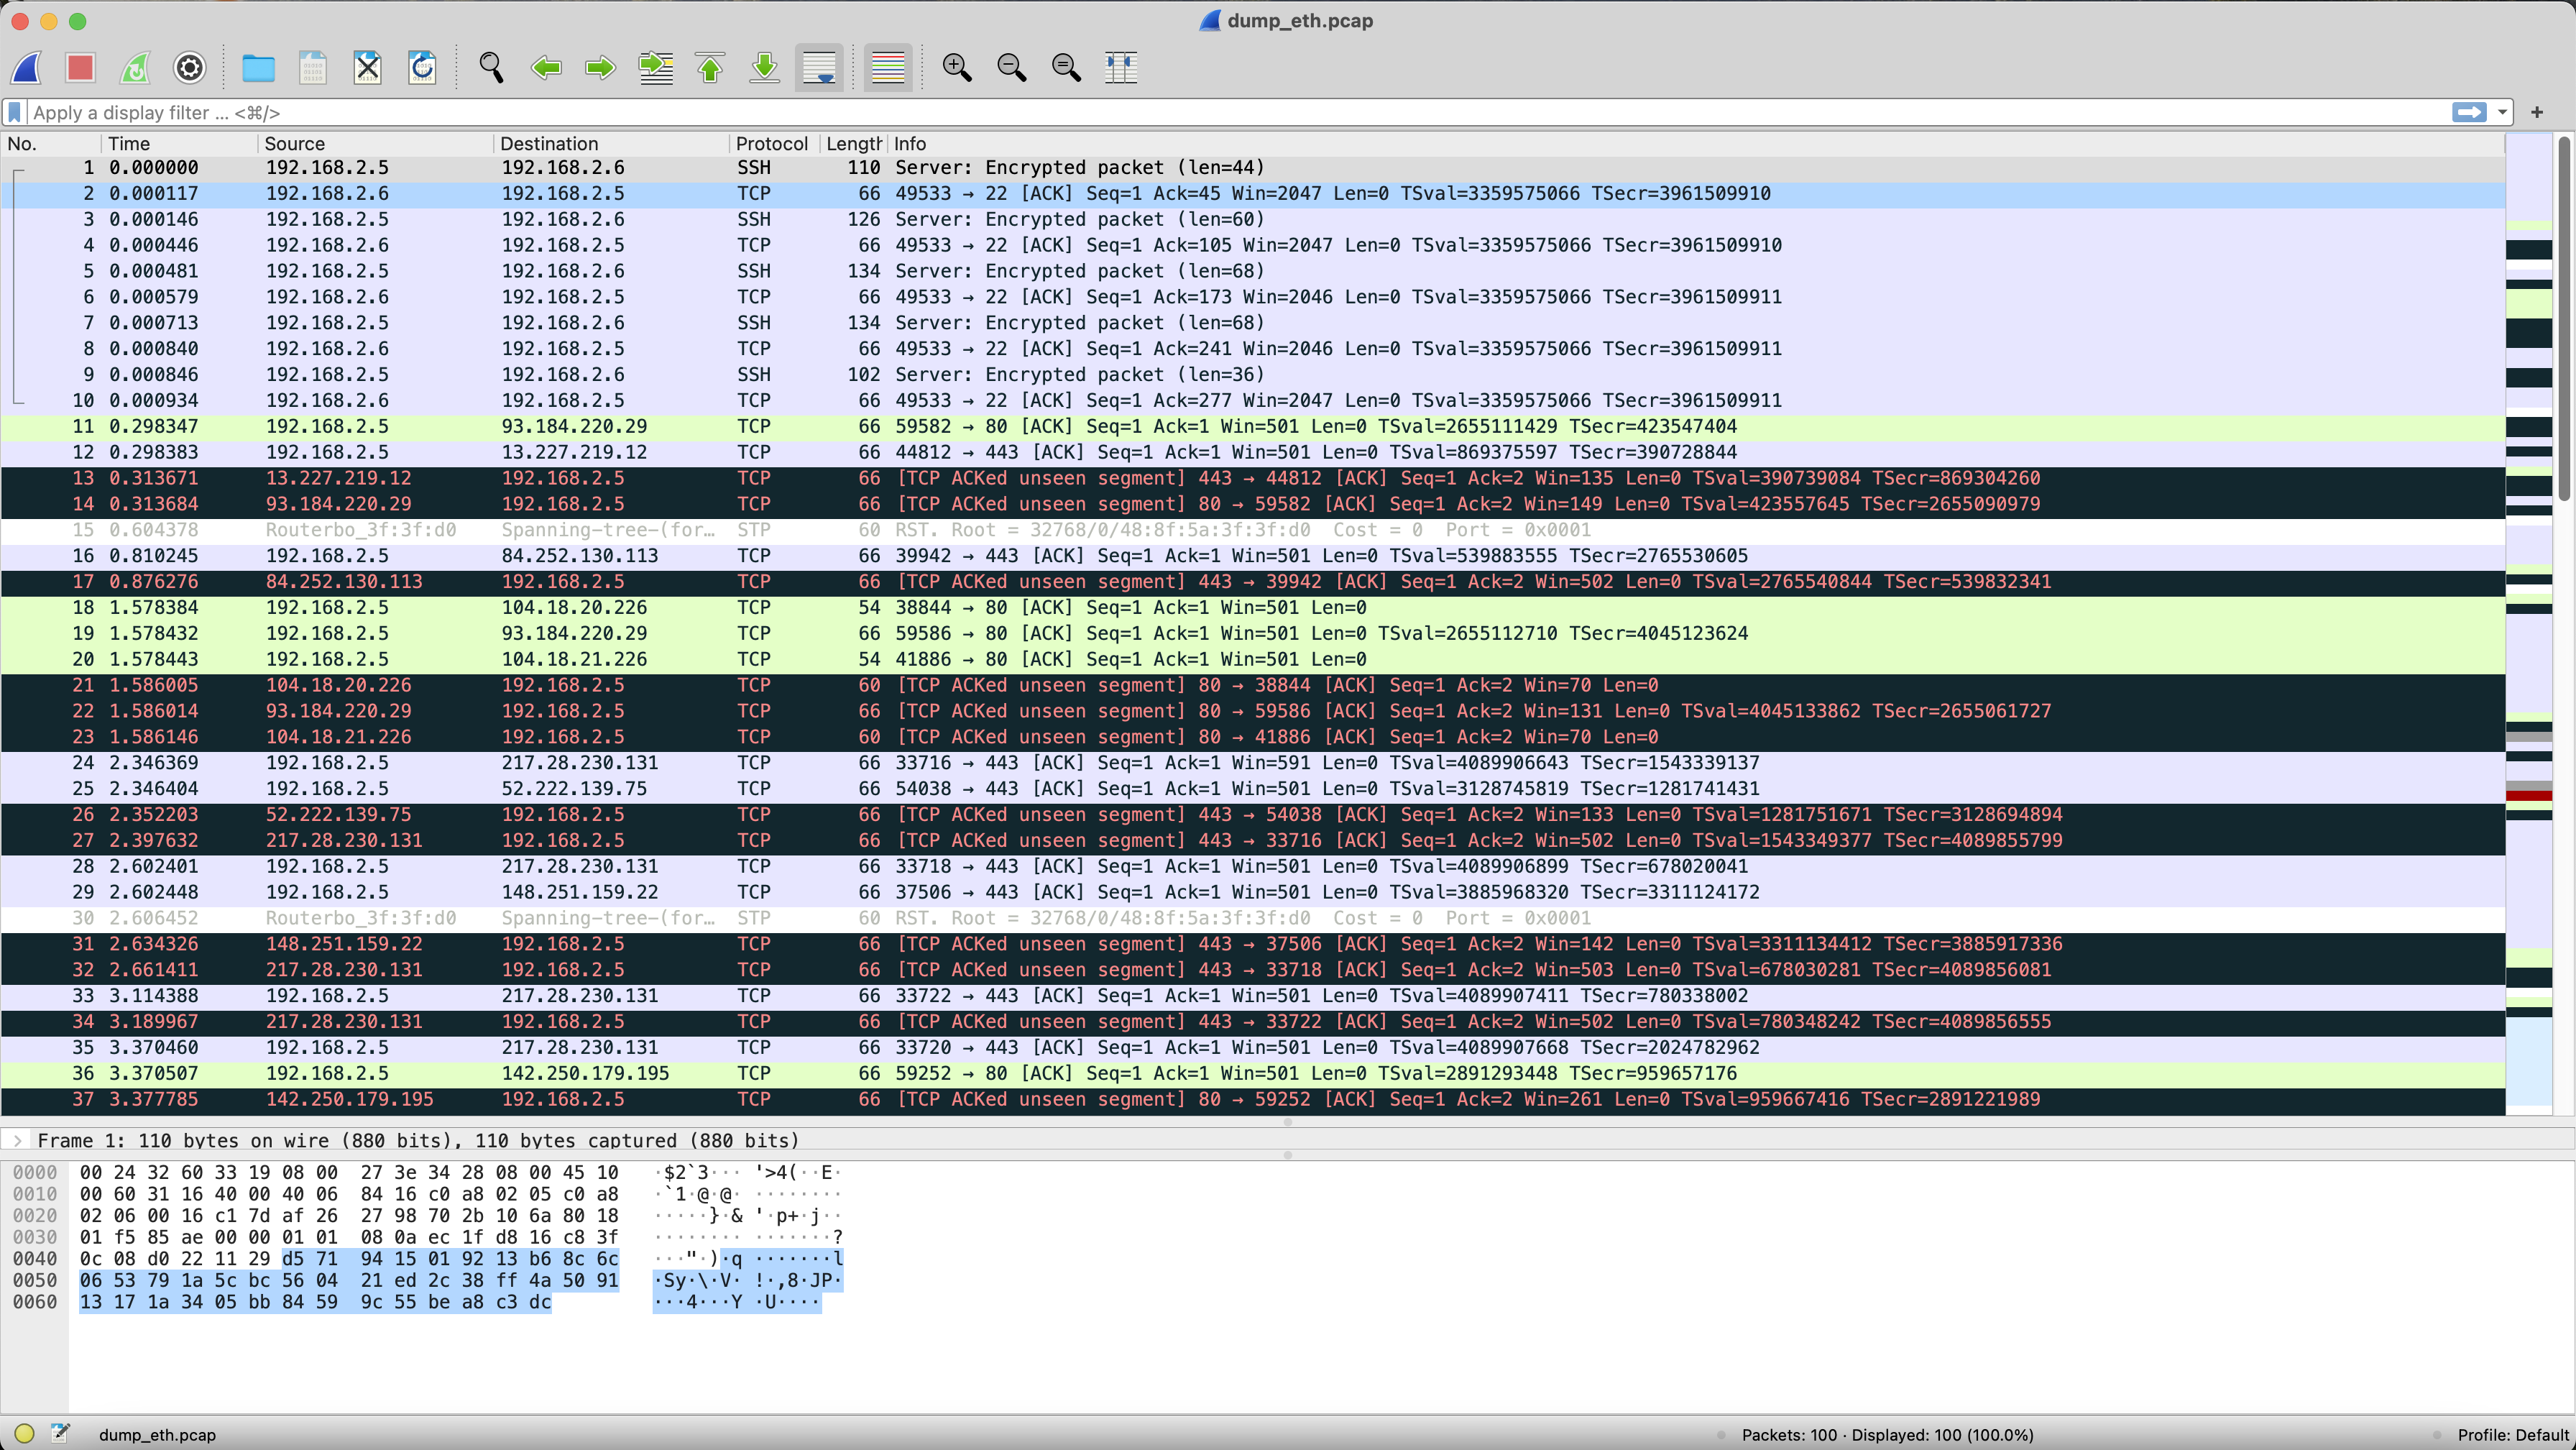 dump_eth.pcap
Apply a display filter ... <⌘/>
No. Time Source Destination Protocol Length Info
1 0.000000 192.168.2.5 192.168.2.6 SSH 110 Server: Encrypted packet (len=44)
2 0.000117 192.168.2.6 192.168.2.5 TCP 66 49533 → 22 [ACK] Seq=1 Ack=45 Win=2047 Len=0 TSval=3359575066 TSecr=3961509910
3 0.000146 192.168.2.5 192.168.2.6 SSH 126 Server: Encrypted packet (len=60)
4 0.000446 192.168.2.6 192.168.2.5 TCP 66 49533 → 22 [ACK] Seq=1 Ack=105 Win=2047 Len=0 TSval=3359575066 TSecr=3961509910
5 0.000481 192.168.2.5 192.168.2.6 SSH 134 Server: Encrypted packet (len=68)
6 0.000579 192.168.2.6 192.168.2.5 TCP 66 49533 → 22 [ACK] Seq=1 Ack=173 Win=2046 Len=0 TSval=3359575066 TSecr=3961509911
7 0.000713 192.168.2.5 192.168.2.6 SSH 134 Server: Encrypted packet (len=68)
8 0.000840 192.168.2.6 192.168.2.5 TCP 66 49533 → 22 [ACK] Seq=1 Ack=241 Win=2046 Len=0 TSval=3359575066 TSecr=3961509911
9 0.000846 192.168.2.5 192.168.2.6 SSH 102 Server: Encrypted packet (len=36)
10 0.000934 192.168.2.6 192.168.2.5 TCP 66 49533 → 22 [ACK] Seq=1 Ack=277 Win=2047 Len=0 TSval=3359575066 TSecr=3961509911
11 0.298347 192.168.2.5 93.184.220.29 TCP 66 59582 → 80 [ACK] Seq=1 Ack=1 Win=501 Len=0 TSval=2655111429 TSecr=423547404
12 0.298383 192.168.2.5 13.227.219.12 TCP 66 44812 → 443 [ACK] Seq=1 Ack=1 Win=501 Len=0 TSval=869375597 TSecr=390728844
13 0.313671 13.227.219.12 192.168.2.5 TCP 66 [TCP ACKed unseen segment] 443 → 44812 [ACK] Seq=1 Ack=2 Win=135 Len=0 TSval=390739084 TSecr=869304260
14 0.313684 93.184.220.29 192.168.2.5 TCP 66 [TCP ACKed unseen segment] 80 → 59582 [ACK] Seq=1 Ack=2 Win=149 Len=0 TSval=423557645 TSecr=2655090979
15 0.604378 Routerbo_3f:3f:d0 Spanning-tree-(for… STP 60 RST. Root = 32768/0/48:8f:5a:3f:3f:d0 Cost = 0 Port = 0x0001
16 0.810245 192.168.2.5 84.252.130.113 TCP 66 39942 → 443 [ACK] Seq=1 Ack=1 Win=501 Len=0 TSval=539883555 TSecr=2765530605
17 0.876276 84.252.130.113 192.168.2.5 TCP 66 [TCP ACKed unseen segment] 443 → 39942 [ACK] Seq=1 Ack=2 Win=502 Len=0 TSval=2765540844 TSecr=539832341
18 1.578384 192.168.2.5 104.18.20.226 TCP 54 38844 → 80 [ACK] Seq=1 Ack=1 Win=501 Len=0
19 1.578432 192.168.2.5 93.184.220.29 TCP 66 59586 → 80 [ACK] Seq=1 Ack=1 Win=501 Len=0 TSval=2655112710 TSecr=4045123624
20 1.578443 192.168.2.5 104.18.21.226 TCP 54 41886 → 80 [ACK] Seq=1 Ack=1 Win=501 Len=0
21 1.586005 104.18.20.226 192.168.2.5 TCP 60 [TCP ACKed unseen segment] 80 → 38844 [ACK] Seq=1 Ack=2 Win=70 Len=0
22 1.586014 93.184.220.29 192.168.2.5 TCP 66 [TCP ACKed unseen segment] 80 → 59586 [ACK] Seq=1 Ack=2 Win=131 Len=0 TSval=4045133862 TSecr=2655061727
23 1.586146 104.18.21.226 192.168.2.5 TCP 60 [TCP ACKed unseen segment] 80 → 41886 [ACK] Seq=1 Ack=2 Win=70 Len=0
24 2.346369 192.168.2.5 217.28.230.131 TCP 66 33716 → 443 [ACK] Seq=1 Ack=1 Win=591 Len=0 TSval=4089906643 TSecr=1543339137
25 2.346404 192.168.2.5 52.222.139.75 TCP 66 54038 → 443 [ACK] Seq=1 Ack=1 Win=501 Len=0 TSval=3128745819 TSecr=1281741431
26 2.352203 52.222.139.75 192.168.2.5 TCP 66 [TCP ACKed unseen segment] 443 → 54038 [ACK] Seq=1 Ack=2 Win=133 Len=0 TSval=1281751671 TSecr=3128694894
27 2.397632 217.28.230.131 192.168.2.5 TCP 66 [TCP ACKed unseen segment] 443 → 33716 [ACK] Seq=1 Ack=2 Win=502 Len=0 TSval=1543349377 TSecr=4089855799
28 2.602401 192.168.2.5 217.28.230.131 TCP 66 33718 → 443 [ACK] Seq=1 Ack=1 Win=501 Len=0 TSval=4089906899 TSecr=678020041
29 2.602448 192.168.2.5 148.251.159.22 TCP 66 37506 → 443 [ACK] Seq=1 Ack=1 Win=501 Len=0 TSval=3885968320 TSecr=3311124172
30 2.606452 Routerbo_3f:3f:d0 Spanning-tree-(for… STP 60 RST. Root = 32768/0/48:8f:5a:3f:3f:d0 Cost = 0 Port = 0x0001
31 2.634326 148.251.159.22 192.168.2.5 TCP 66 [TCP ACKed unseen segment] 443 → 37506 [ACK] Seq=1 Ack=2 Win=142 Len=0 TSval=3311134412 TSecr=3885917336
32 2.661411 217.28.230.131 192.168.2.5 TCP 66 [TCP ACKed unseen segment] 443 → 33718 [ACK] Seq=1 Ack=2 Win=503 Len=0 TSval=678030281 TSecr=4089856081
33 3.114388 192.168.2.5 217.28.230.131 TCP 66 33722 → 443 [ACK] Seq=1 Ack=1 Win=501 Len=0 TSval=4089907411 TSecr=780338002
34 3.189967 217.28.230.131 192.168.2.5 TCP 66 [TCP ACKed unseen segment] 443 → 33722 [ACK] Seq=1 Ack=2 Win=502 Len=0 TSval=780348242 TSecr=4089856555
35 3.370460 192.168.2.5 217.28.230.131 TCP 66 33720 → 443 [ACK] Seq=1 Ack=1 Win=501 Len=0 TSval=4089907668 TSecr=2024782962
36 3.370507 192.168.2.5 142.250.179.195 TCP 66 59252 → 80 [ACK] Seq=1 Ack=1 Win=501 Len=0 TSval=2891293448 TSecr=959657176
37 3.377785 142.250.179.195 192.168.2.5 TCP 66 [TCP ACKed unseen segment] 80 → 59252 [ACK] Seq=1 Ack=2 Win=261 Len=0 TSval=959667416 TSecr=2891221989
Frame 1: 110 bytes on wire (880 bits), 110 bytes captured (880 bits)
0000 00 24 32 60 33 19 08 00 27 3e 34 28 08 00 45 10 ·$2`3··· '>4(··E·
0010 00 60 31 16 40 00 40 06 84 16 c0 a8 02 05 c0 a8 ·`1·@·@· ········
0020 02 06 00 16 c1 7d af 26 27 98 70 2b 10 6a 80 18 ·····}·& '·p+·j··
0030 01 f5 85 ae 00 00 01 01 08 0a ec 1f d8 16 c8 3f ········ ·······?
0040 0c 08 d0 22 11 29 d5 71 94 15 01 92 13 b6 8c 6c ···"·)·q ·······l
0050 06 53 79 1a 5c bc 56 04 21 ed 2c 38 ff 4a 50 91 ·Sy·\·V· !·,8·JP·
0060 13 17 1a 34 05 bb 84 59 9c 55 be a8 c3 dc ···4···Y ·U····
dump_eth.pcap
Packets: 100 · Displayed: 100 (100.0%)
Profile: Default